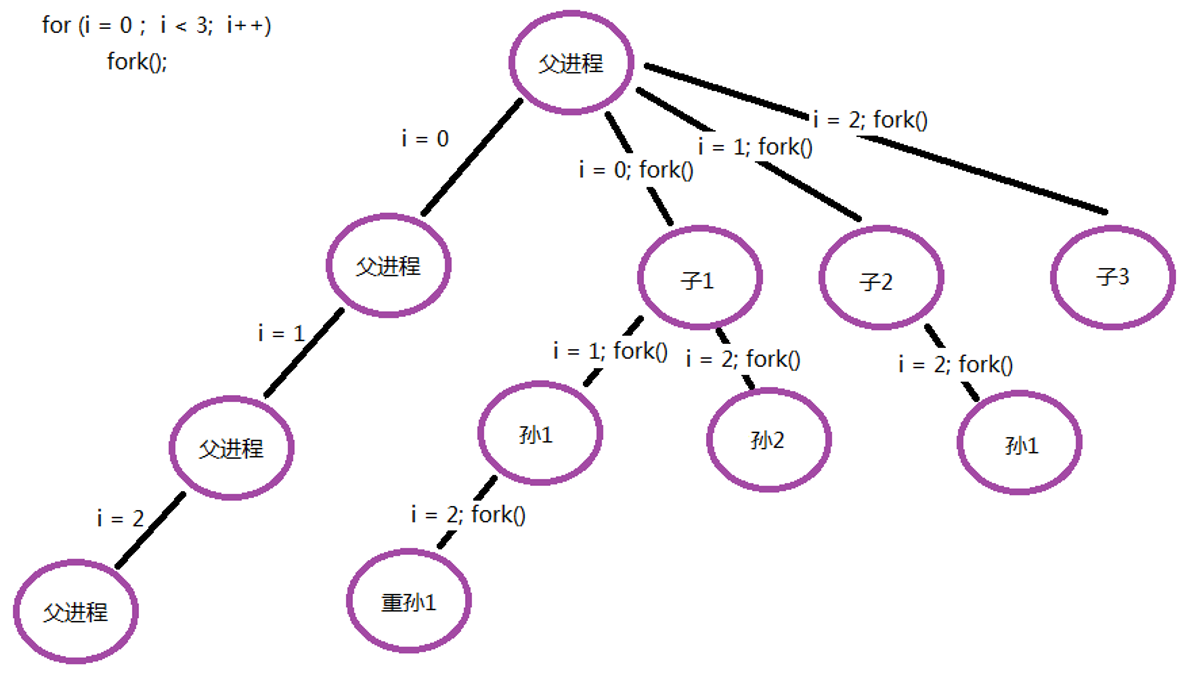 for (i = 0 ; i < 3; i++)
fork();
父进程
i = 2; fork()
i = 0
i = 1; fork()
i = 0; fork()
父进程
子1
子2
子3
i = 1
i = 1; fork()
i = 2; fork()
i = 2; fork()
父进程
孙1
孙2
孙1
i = 2
i = 2; fork()
父进程
重孙1